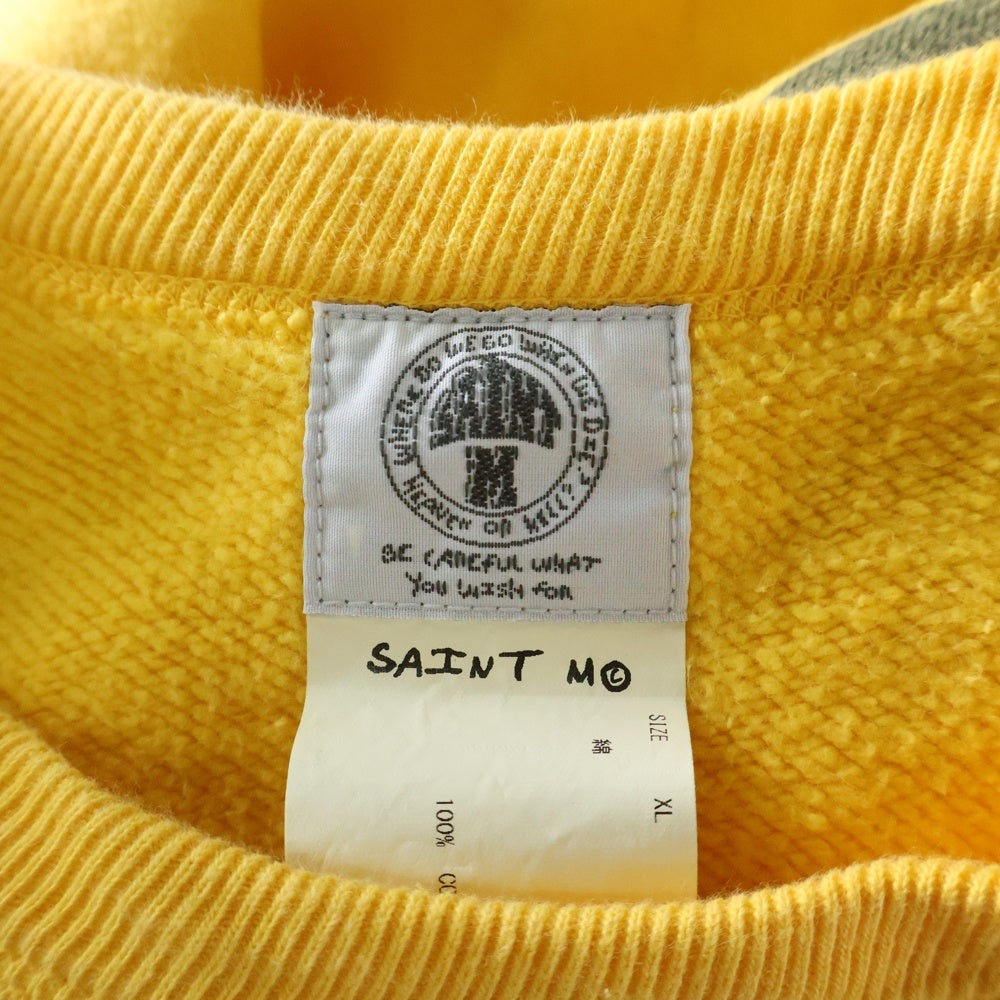 WHERE DO WE GO WHEN WE DIE?
HEAVEN OR HELL?
SAINT
M
BE CAREFUL WHAT
YOU WISH FOR
SAINT M©
SIZE XL
綿
100%